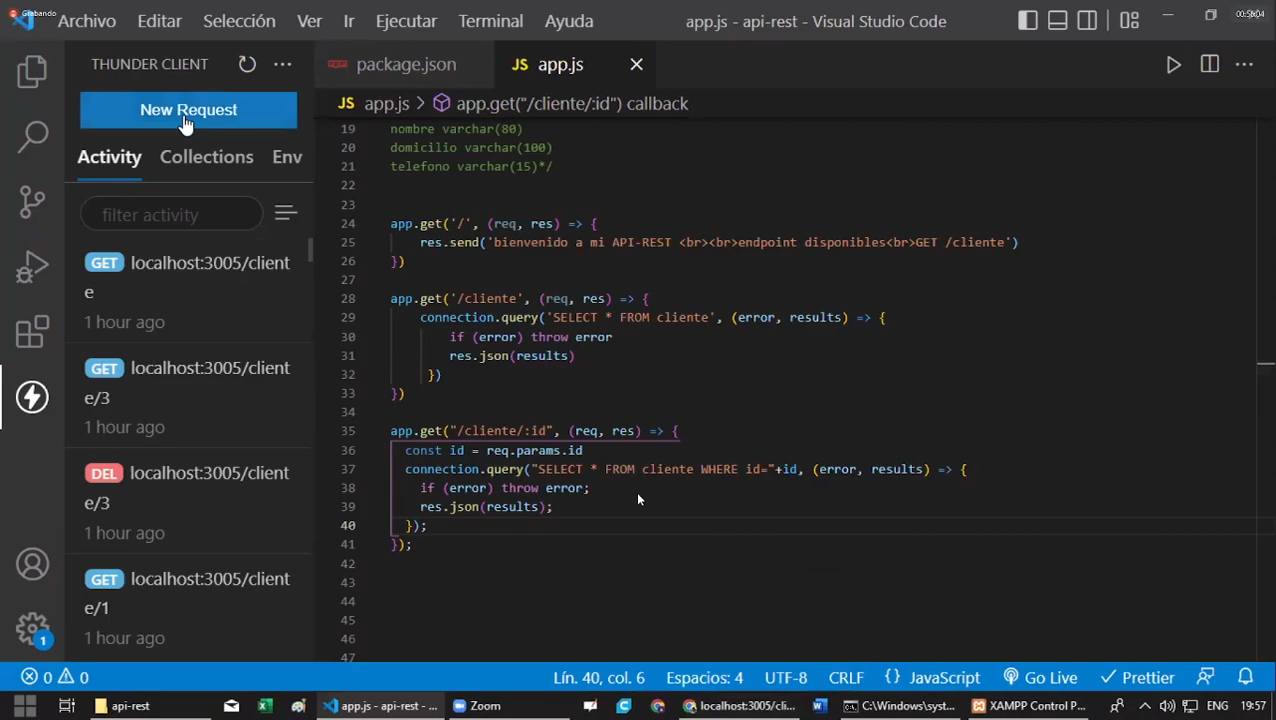 Grabando
Archivo Editar Selección Ver Ir Ejecutar Terminal Ayuda app.js - api-rest - Visual Studio Code
THUNDER CLIENT
New Request
Activity Collections Env
filter activity
GET localhost:3005/client
e
1 hour ago
GET localhost:3005/client
e/3
1 hour ago
DEL localhost:3005/client
e/3
1 hour ago
GET localhost:3005/client
e/1
1 hour ago
package.json JS app.js
JS app.js > app.get("/cliente/:id") callback
19 nombre varchar(80)
20 domicilio varchar(100)
21 telefono varchar(15)*/
22
23
24 app.get('/', (req, res) => {
25 res.send('bienvenido a mi API-REST <br><br>endpoint disponibles<br>GET /cliente')
26 })
27
28 app.get('/cliente', (req, res) => {
29 connection.query('SELECT * FROM cliente', (error, results) => {
30 if (error) throw error
31 res.json(results)
32 })
33 })
34
35 app.get("/cliente/:id", (req, res) => {
36 const id = req.params.id
37 connection.query("SELECT * FROM cliente WHERE id="+id, (error, results) => {
38 if (error) throw error;
39 res.json(results);
40 });
41 });
42
43
44
45
46
47
0 0 Lín. 40, col. 6 Espacios: 4 UTF-8 CRLF {} JavaScript Go Live Prettier
1
api-rest app.js - api-rest - ... Zoom localhost:3005/cli... C:\Windows\syst... XAMPP Control P... ENG 19:57